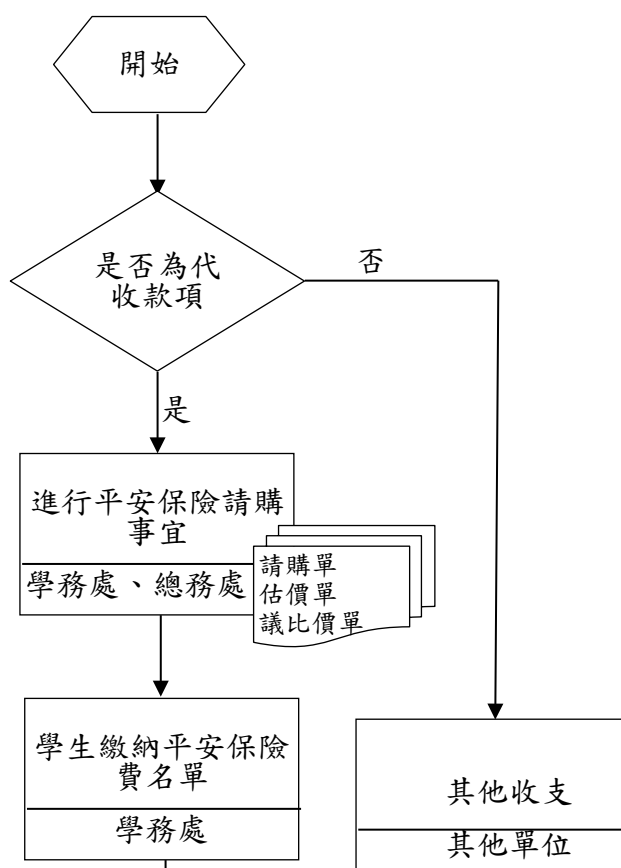 開始
是否為代
收款項
否
是
進行平安保險請購
事宜
學務處、總務處
請購單
估價單
議比價單
學生繳納平安保險
費名單
學務處
其他收支
其他單位